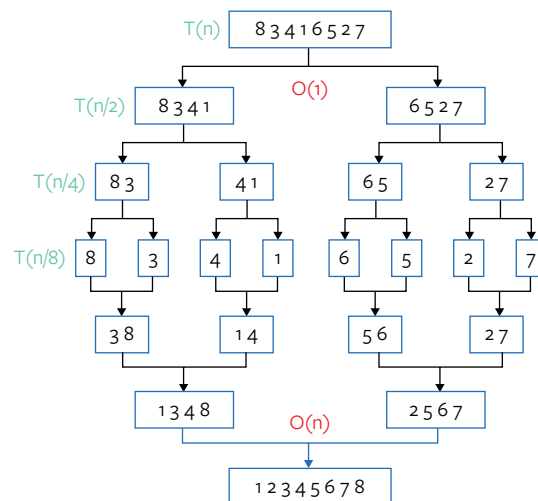 T(n)
8 3 4 1 6 5 2 7
O(1)
T(n/2)
8 3 4 1
6 5 2 7
T(n/4)
8 3
4 1
6 5
2 7
T(n/8)
8
3
4
1
6
5
2
7
3 8
1 4
5 6
2 7
1 3 4 8
2 5 6 7
O(n)
1 2 3 4 5 6 7 8